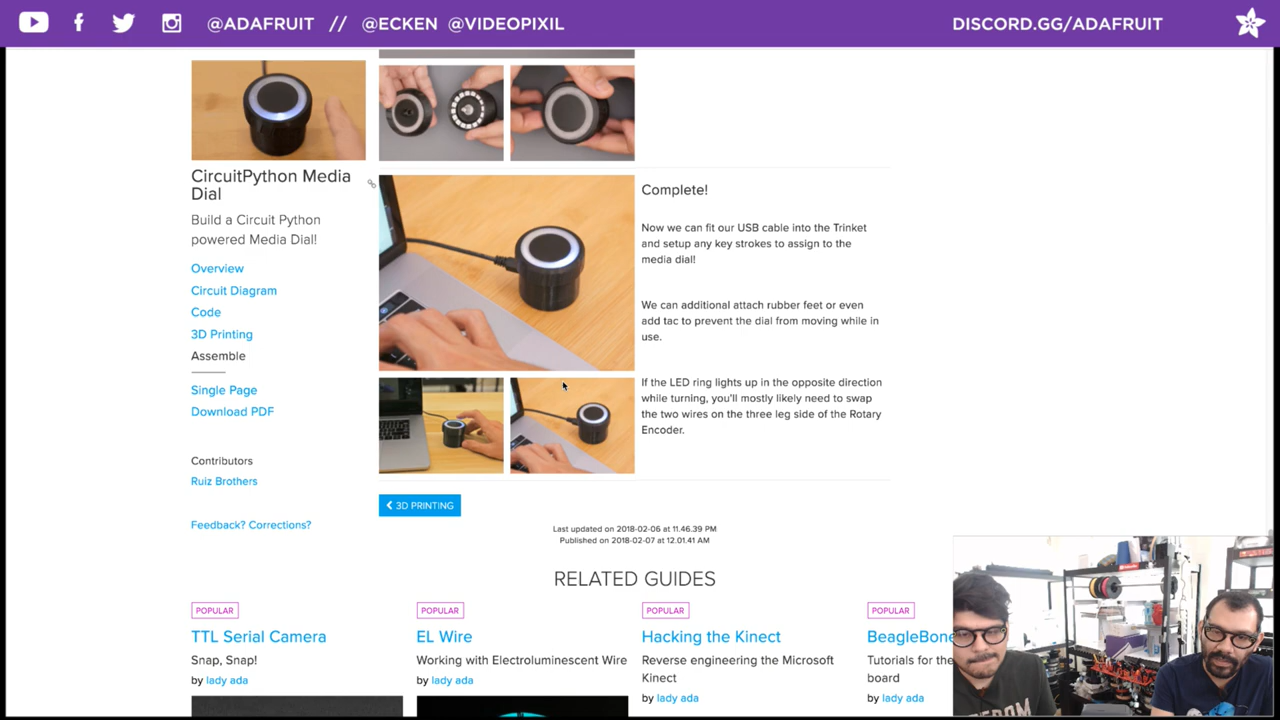 @ADAFRUIT // @ECKEN @VIDEOPIXIL
DISCORD.GG/ADAFRUIT
CircuitPython Media
Dial
Build a Circuit Python
powered Media Dial!
Overview
Circuit Diagram
Code
3D Printing
Assemble
Single Page
Download PDF
Contributors
Ruiz Brothers
Feedback? Corrections?
Complete!
Now we can fit our USB cable into the Trinket
and setup any key strokes to assign to the
media dial!
We can additional attach rubber feet or even
add tac to prevent the dial from moving while in
use.
If the LED ring lights up in the opposite direction
while turning, you'll mostly likely need to swap
the two wires on the three leg side of the Rotary
Encoder.
3D PRINTING
Last updated on 2018-02-06 at 11.46.39 PM
Published on 2018-02-07 at 12.01.41 AM
RELATED GUIDES
POPULAR
TTL Serial Camera
Snap, Snap!
by lady ada
POPULAR
EL Wire
Working with Electroluminescent Wire
by lady ada
POPULAR
Hacking the Kinect
Reverse engineering the Microsoft
Kinect
by lady ada
POPULAR
BeagleBone
Tutorials for the
board
by lady ada